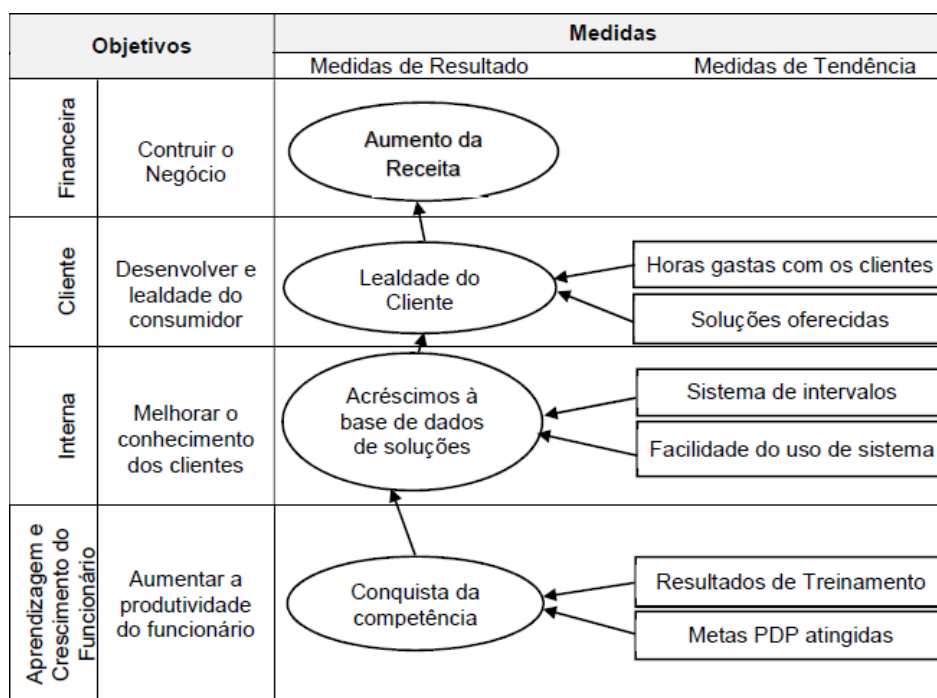 Objetivos
Medidas
Medidas de Resultado
Medidas de Tendência
Financeira
Contruir o
Negócio
Aumento da
Receita
Cliente
Desenvolver e
lealdade do
consumidor
Lealdade do
Cliente
Horas gastas com os clientes
Soluções oferecidas
Interna
Melhorar o
conhecimento
dos clientes
Acréscimos à
base de dados
de soluções
Sistema de intervalos
Facilidade do uso de sistema
Aprendizagem e
Crescimento do
Funcionário
Aumentar a
produtividade
do funcionário
Conquista da
competência
Resultados de Treinamento
Metas PDP atingidas